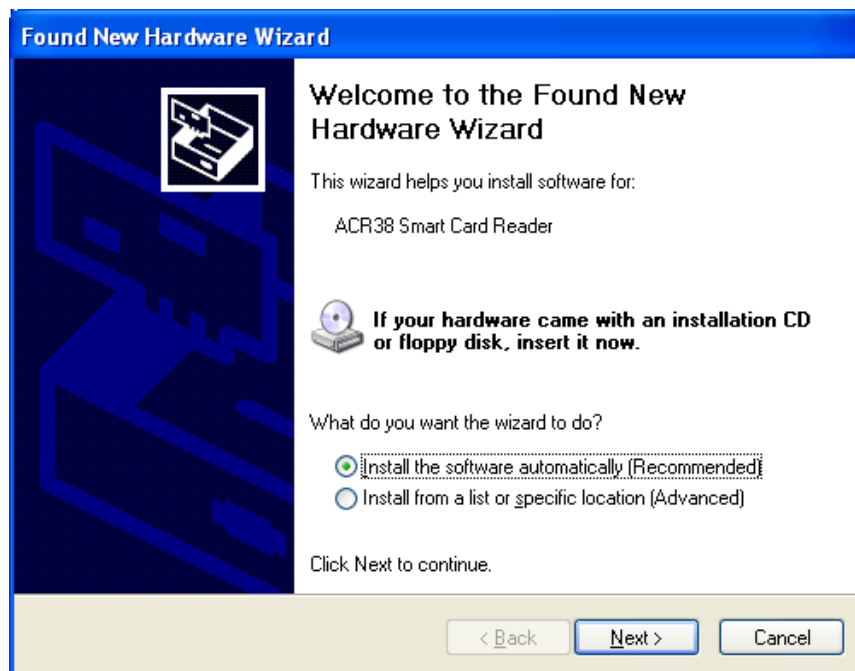 Found New Hardware Wizard
Welcome to the Found New
Hardware Wizard
This wizard helps you install software for:
ACR38 Smart Card Reader
If your hardware came with an installation CD
or floppy disk, insert it now.
What do you want the wizard to do?
Install the software automatically (Recommended)
Install from a list or specific location (Advanced)
Click Next to continue.
< Back Next > Cancel